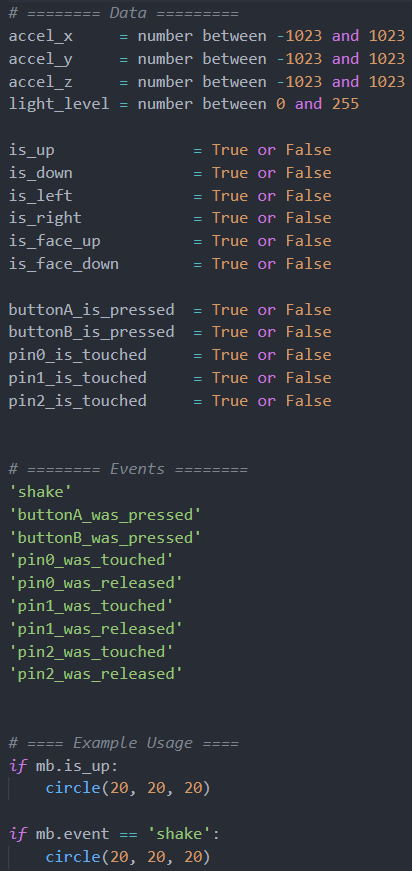 # ======== Data =========
accel_x     = number between -1023 and 1023
accel_y     = number between -1023 and 1023
accel_z     = number between -1023 and 1023
light_level = number between 0 and 255

is_up               = True or False
is_down             = True or False
is_left             = True or False
is_right            = True or False
is_face_up          = True or False
is_face_down        = True or False

buttonA_is_pressed  = True or False
buttonB_is_pressed  = True or False
pin0_is_touched     = True or False
pin1_is_touched     = True or False
pin2_is_touched     = True or False

# ======== Events ========
'shake'
'buttonA_was_pressed'
'buttonB_was_pressed'
'pin0_was_touched'
'pin0_was_released'
'pin1_was_touched'
'pin1_was_released'
'pin2_was_touched'
'pin2_was_released'

# ==== Example Usage ====
if mb.is_up:
    circle(20, 20, 20)

if mb.event == 'shake':
    circle(20, 20, 20)